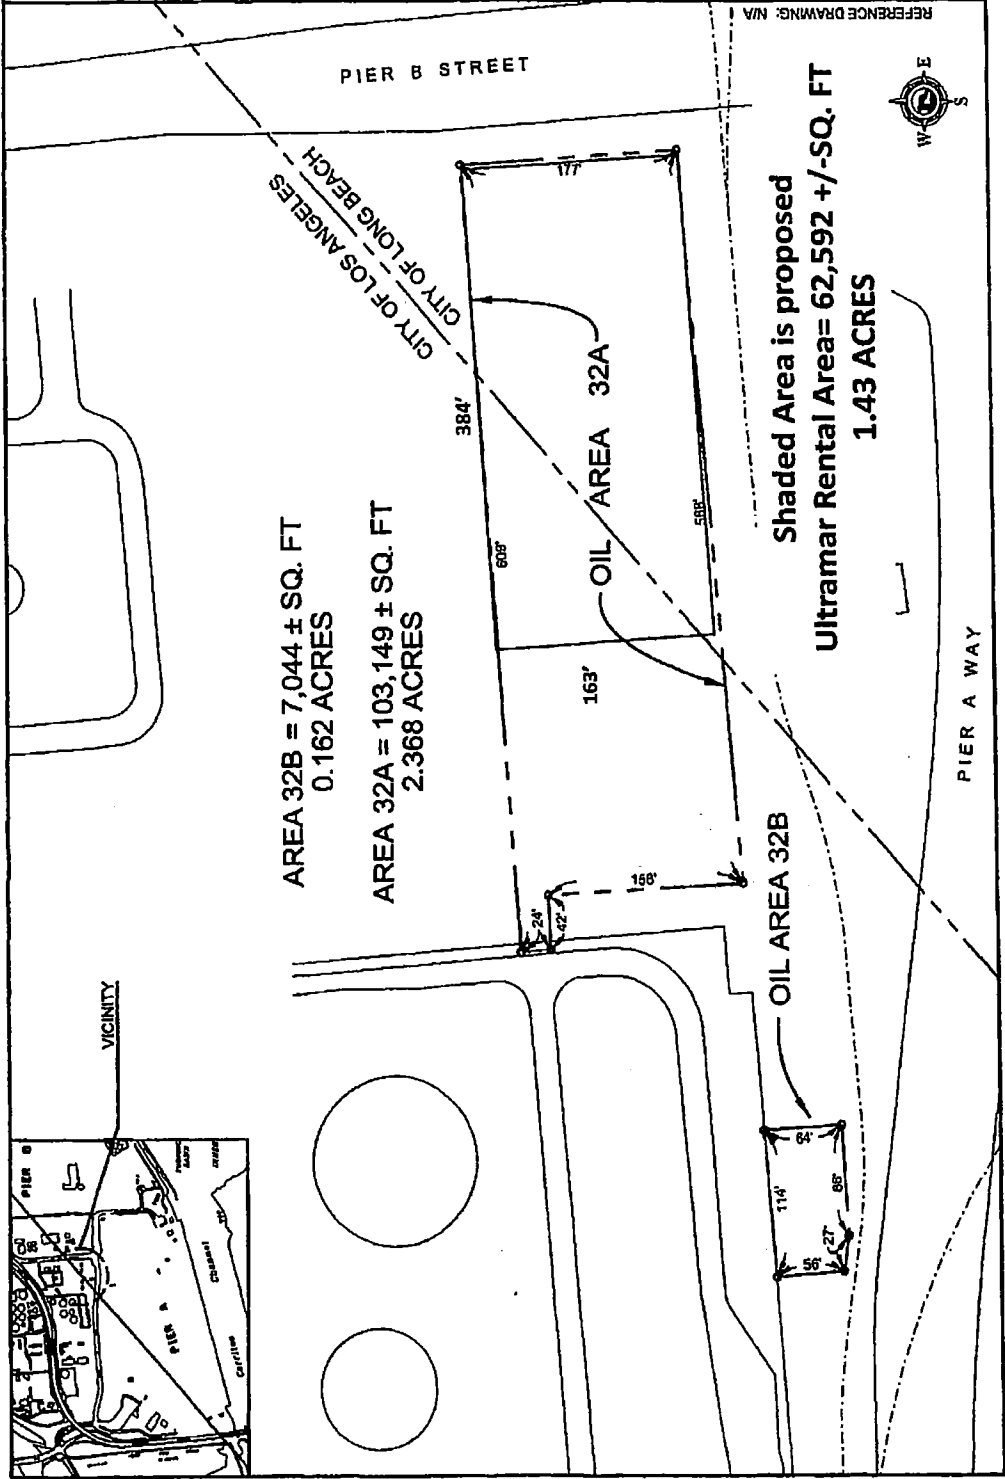 REFERENCE DRAWING: N/A
PIER B STREET
CITY OF LONG BEACH
CITY OF LOS ANGELES
W
E
S
177'
384'
609'
588'
163'
OIL AREA 32A
AREA 32B = 7,044 ± SQ. FT
0.162 ACRES
AREA 32A = 103,149 ± SQ. FT
2.368 ACRES
Shaded Area is proposed
Ultramar Rental Area= 62,592 +/-SQ. FT
1.43 ACRES
PIER A WAY
24'
42'
OIL AREA 32B
64'
114'
56'
27'
VICINITY
PIER B
PIER A
Channel
Cerritos